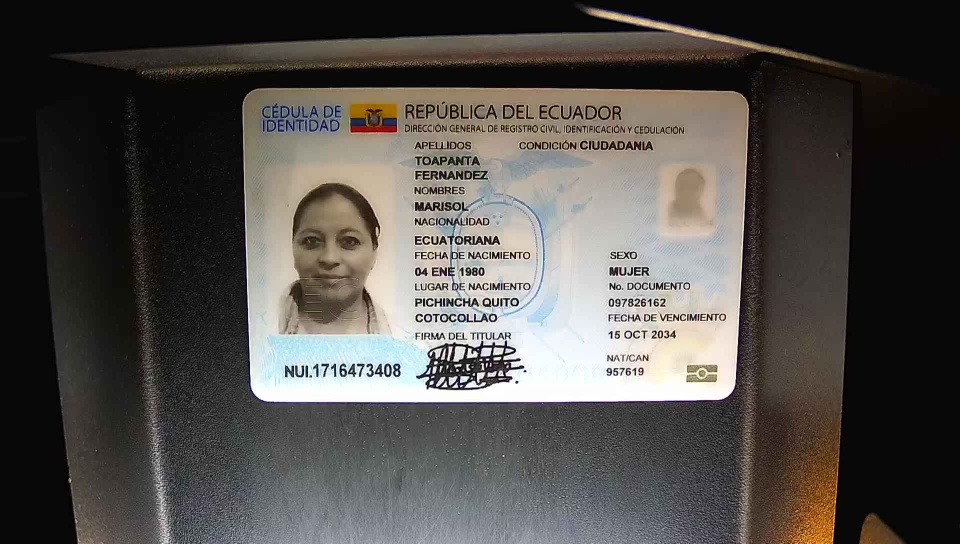 CÉDULA DE IDENTIDAD
REPÚBLICA DEL ECUADOR
DIRECCIÓN GENERAL DE REGISTRO CIVIL, IDENTIFICACIÓN Y CEDULACIÓN
APELLIDOS
CONDICIÓN CIUDADANIA
TOAPANTA
FERNANDEZ
NOMBRES
MARISOL
NACIONALIDAD
ECUATORIANA
FECHA DE NACIMIENTO
04 ENE 1980
LUGAR DE NACIMIENTO
PICHINCHA QUITO
COTOCOLLAO
FIRMA DEL TITULAR
SEXO
MUJER
No. DOCUMENTO
097826162
FECHA DE VENCIMIENTO
15 OCT 2034
NAT/CAN
957619
NUI.1716473408